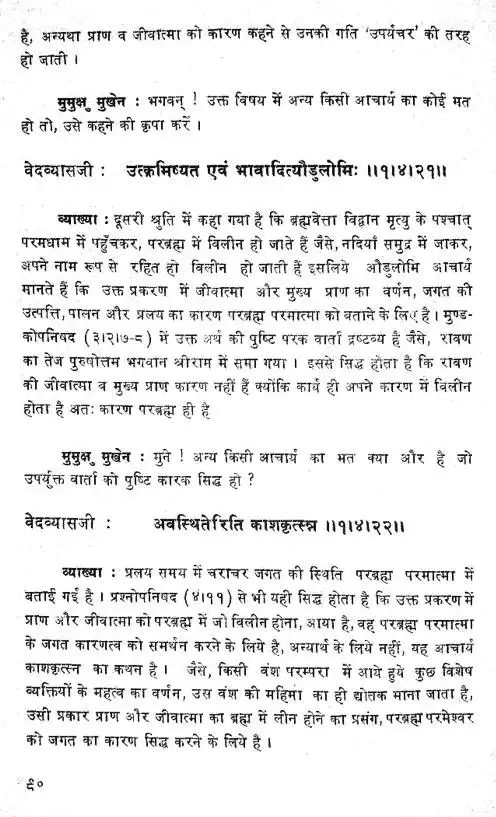 है, अन्यथा प्राण व जीवात्मा को कारण कहने से उनकी गति 'उपर्यचर' की तरह
हो जाती ।
मुमुक्षु मुखेन : भगवन् ! उक्त विषय में अन्य किसी आचार्य का कोई मत
हो तो, उसे कहने की कृपा करें ।
वेदव्यासजी : उत्क्रमिष्यत एवं भावादित्यौडुलोमिः ।।१।४।२१।।
व्याख्या : दूसरी श्रुति में कहा गया है कि ब्रह्मवेत्ता विद्वान मृत्यु के पश्चात्
परमधाम में पहुँचकर, परब्रह्म में विलीन हो जाते हैं जैसे, नदियाँ समुद्र में जाकर,
अपने नाम रूप से रहित हो विलीन हो जाती हैं इसलिये औडुलोमि आचार्य
मानते हैं कि उक्त प्रकरण में जीवात्मा और मुख्य प्राण का वर्णन, जगत की
उत्पत्ति, पालन और प्रलय का कारण परब्रह्म परमात्मा को बताने के लिए है। मुण्ड-
कोपनिषद (३।२।७-८) में उक्त अर्थ की पुष्टि परक वार्ता द्रष्टव्य है जैसे, रावण
का तेज पुरुषोत्तम भगवान श्रीराम में समा गया । इससे सिद्ध होता है कि रावण
की जीवात्मा व मुख्य प्राण कारण नहीं हैं क्योंकि कार्य ही अपने कारण में विलीन
होता है अतः कारण परब्रह्म ही है
मुमुक्षु मुखेन : मुने ! अन्य किसी आचार्य का मत क्या और है जो
उपर्युक्त वार्ता को पुष्टि कारक सिद्ध हो ?
वेदव्यासजी : अवस्थितेरिति काशकृत्स्न ।।१।४।२२।।
व्याख्या : प्रलय समय में चराचर जगत की स्थिति परब्रह्म परमात्मा में
बताई गई है । प्रश्नोपनिषद (४।११) से भी यही सिद्ध होता है कि उक्त प्रकरण में
प्राण और जीवात्मा को परब्रह्म में जो विलीन होना, आया है, वह परब्रह्म परमात्मा
के जगत कारणत्व को समर्थन करने के लिये है, अन्यार्थ के लिये नहीं, यह आचार्य
काशकृत्स्न का कथन है । जैसे, किसी वंश परम्परा में आये हुये कुछ विशेष
व्यक्तियों के महत्व का वर्णन, उस वंश की महिमा का ही द्योतक माना जाता है,
उसी प्रकार प्राण और जीवात्मा का ब्रह्म में लीन होने का प्रसंग, परब्रह्म परमेश्वर
को जगत का कारण सिद्ध करने के लिये है ।
९०